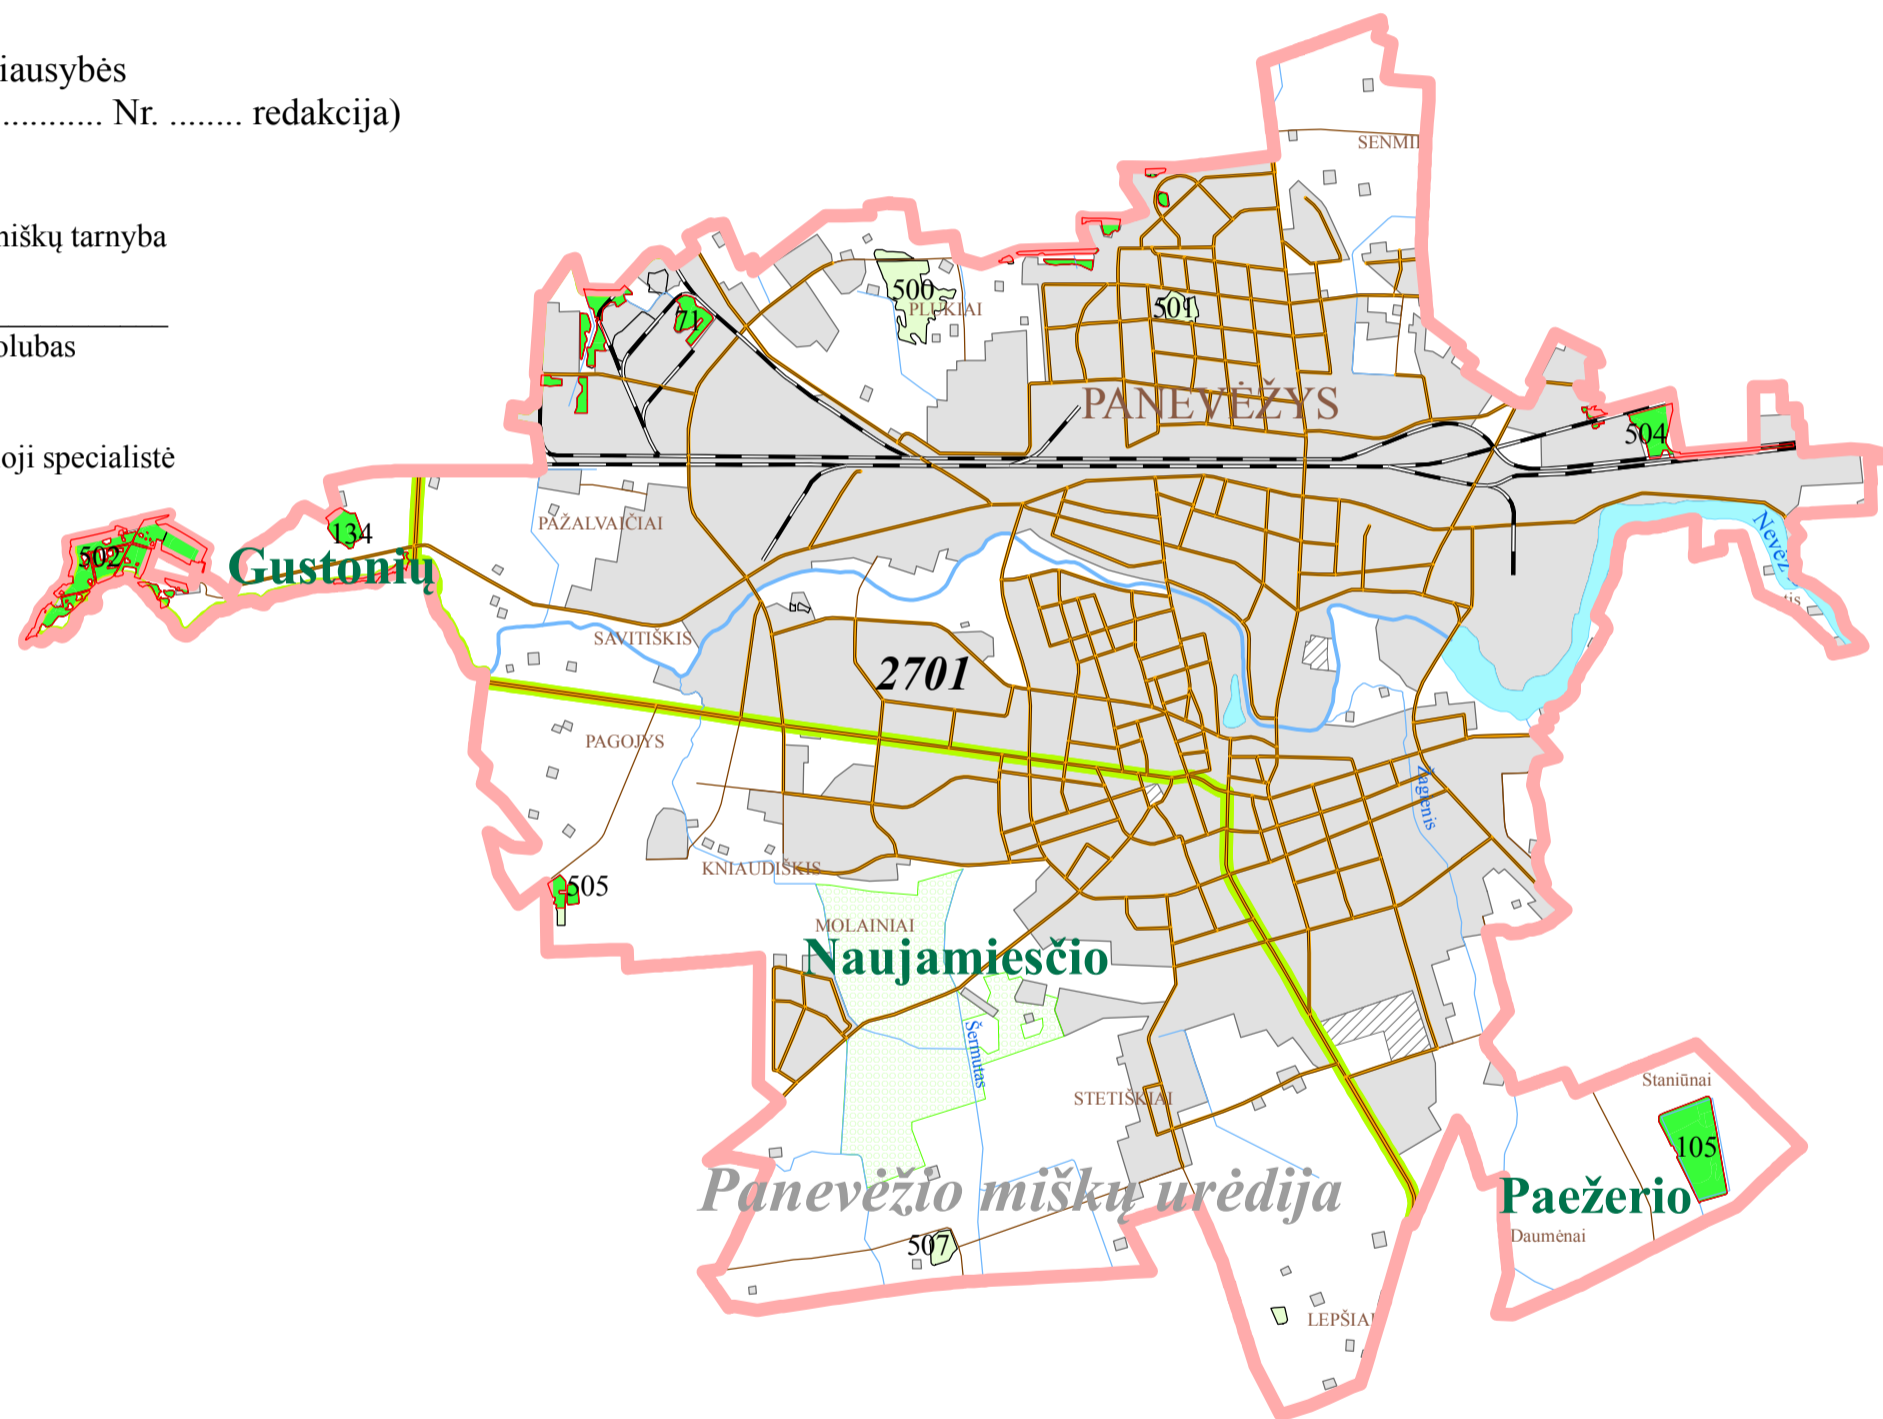 iausybės
........... Nr. ........ redakcija)
niškų tarnyba
olubas
oji specialistė
SENMI
500
PLUKIAI
501
71
PANEVĖŽYS
504
134
502
Gustonių
PAŽALVAIČIAI
Nevėž
tis
SAVITIŠKIS
2701
PAGOJYS
Žagienis
KNIAUDIŠKIS
505
MOLAINIAI
Naujamiesčio
Šermutas
STETIŠKIAI
Staniūnai
105
Panevėžio miškų urėdija
Paežerio
Daumėnai
507
LEPŠIAI